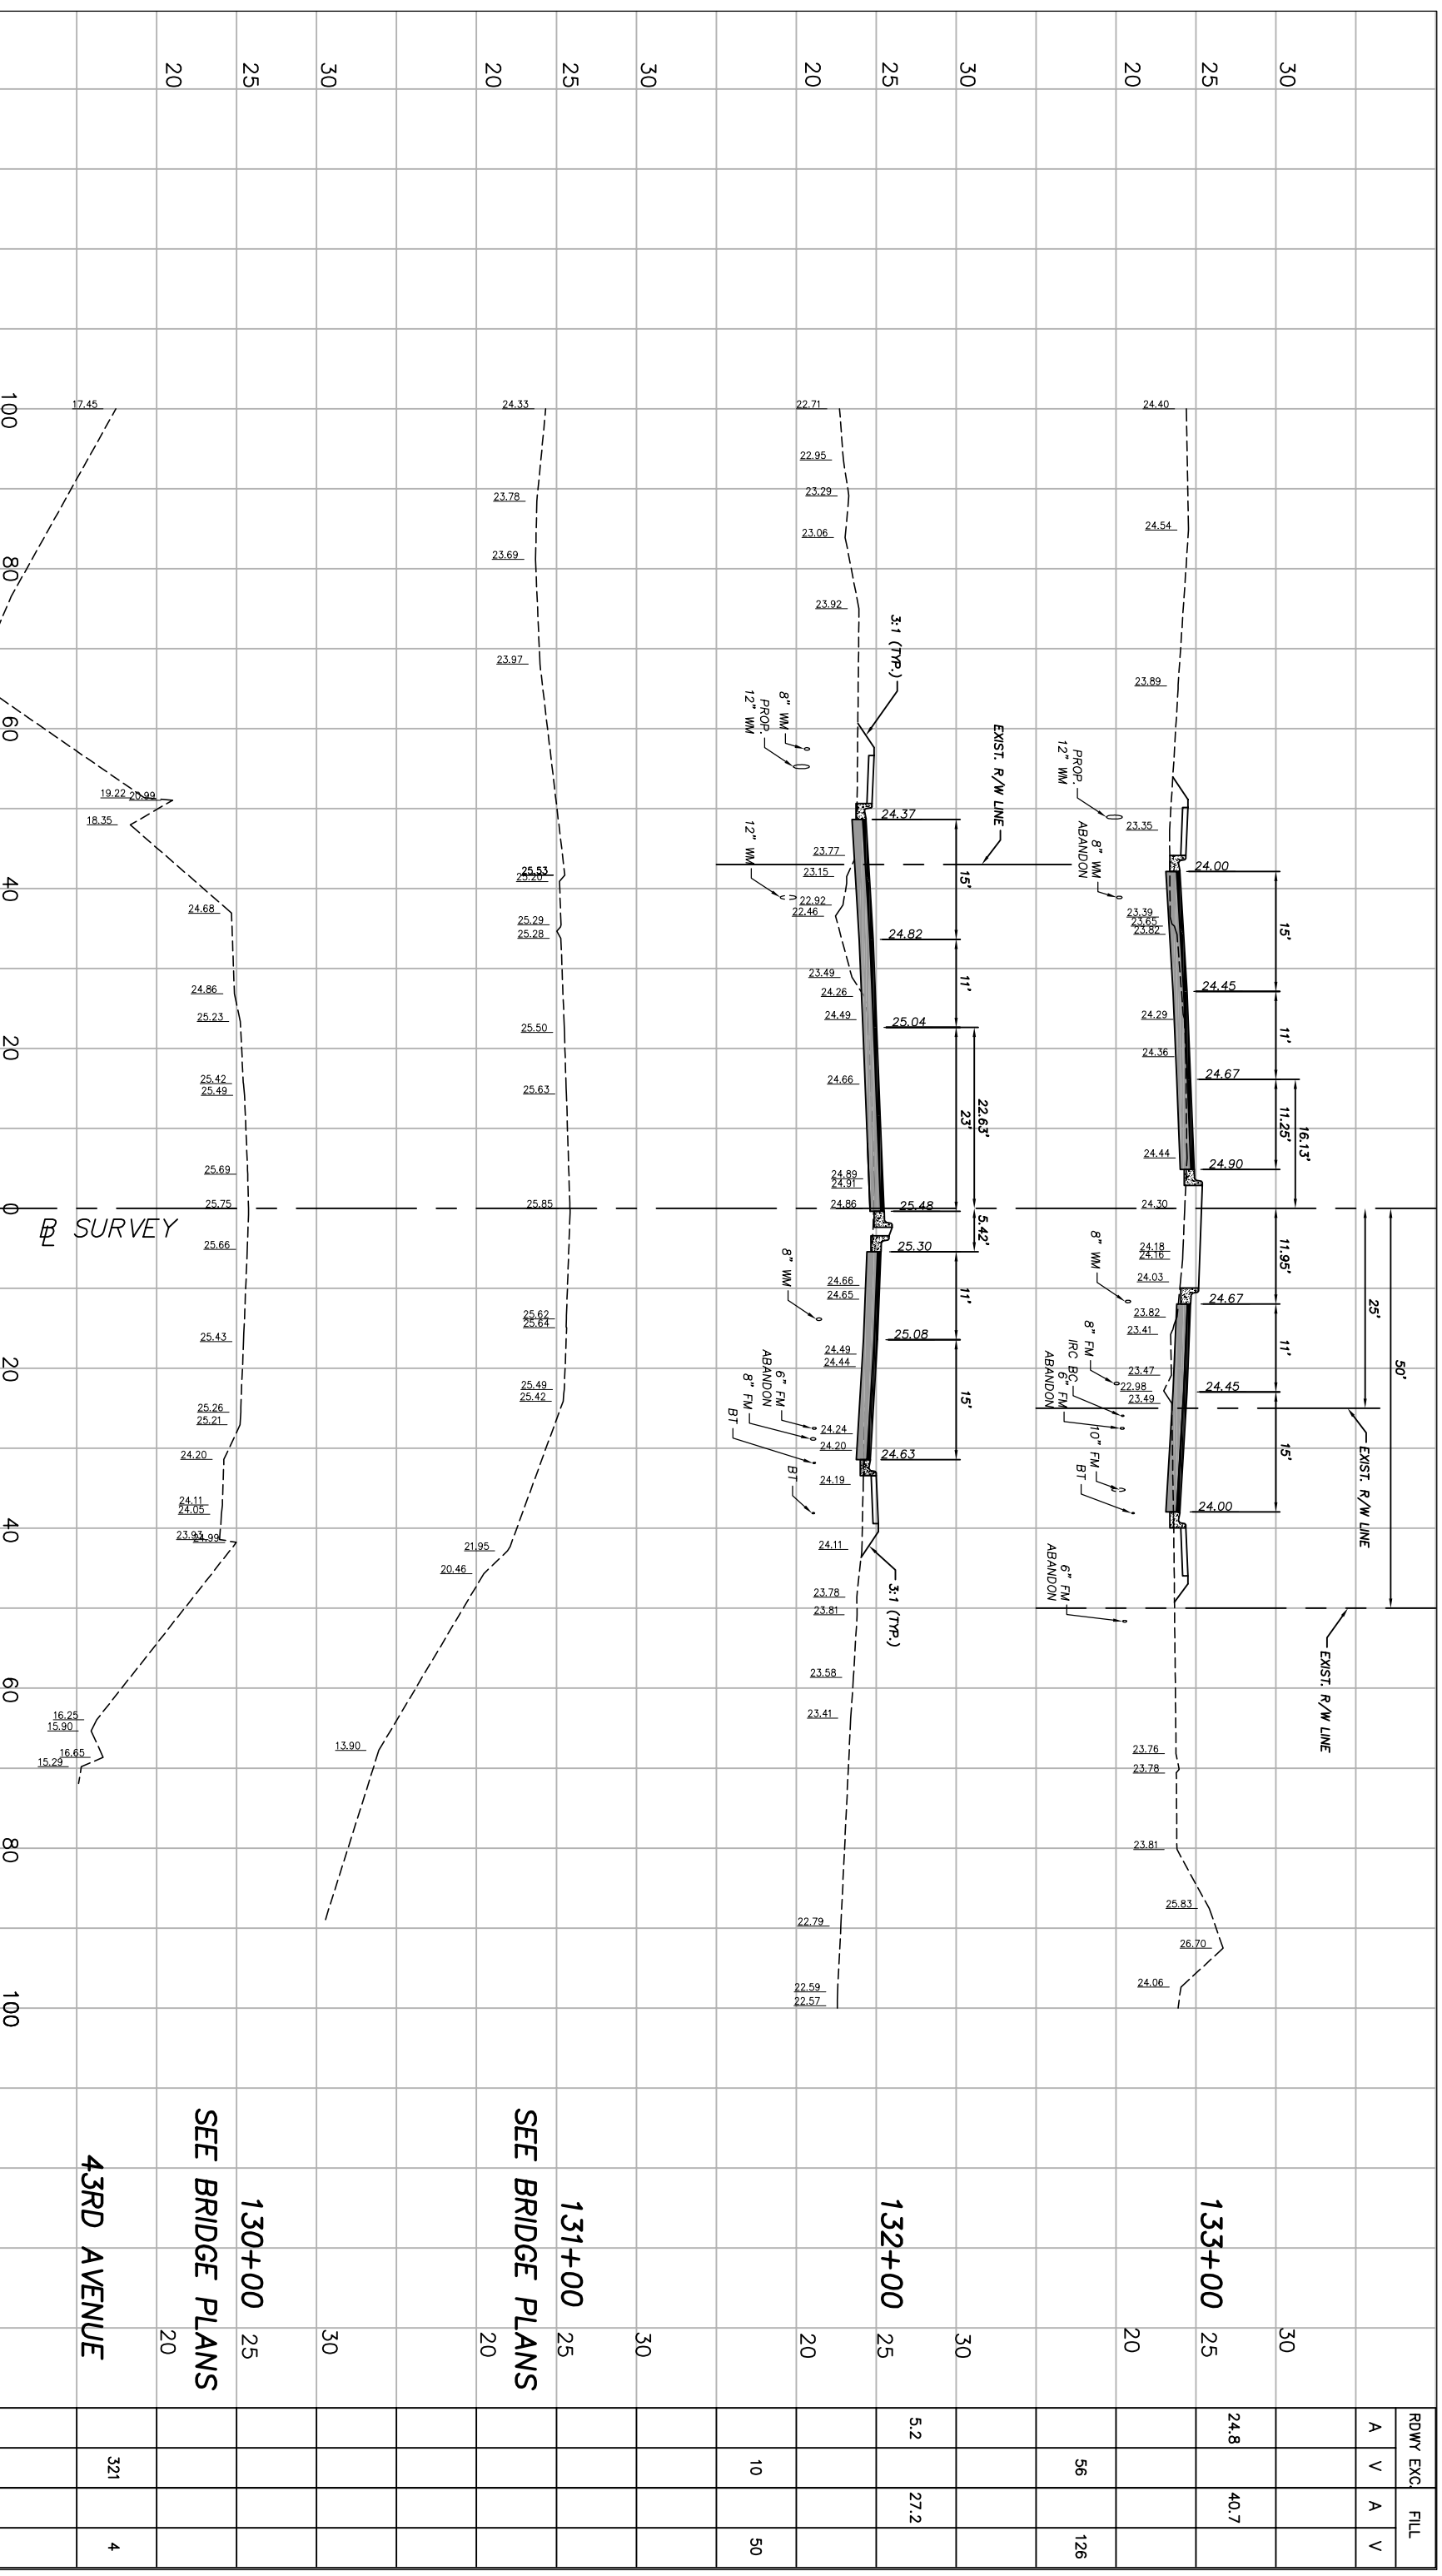 RDWY EXC. FILL
A V A V
30
25
20
50'
25'
16.13'
15' 11' 11.25' 11.95' 11' 15'
24.00 24.45 24.67 24.90 24.67 24.45 24.00
EXIST. R/W LINE
EXIST. R/W LINE
24.40 24.54 23.89 23.35 23.39 23.65 23.82 24.29 24.36 24.44 24.30 24.18 24.16 24.03 23.82 23.41 23.47 22.98 23.49 23.76 23.78 23.81 25.83 26.70 24.06
PROP.
12" WM
8" WM
ABANDON
8" WM
8" FM
IRC BC
6" FM
ABANDON
10" FM
BT
6" FM
ABANDON
133+00
30
25
20
24.8 40.7
56 126
30
25
20
EXIST. R/W LINE
22.63'
15' 11' 23' 5.42' 11' 15'
24.37 24.82 25.04 25.48 25.30 25.08 24.63
3:1 (TYP.)
3:1 (TYP.)
22.71 22.95 23.29 23.06 23.92 23.77 23.15 22.92 22.46 23.49 24.26 24.49 24.66 24.89 24.91 24.86 24.66 24.65 24.49 24.44 24.24 24.20 24.19 24.11 23.78 23.81 23.58 23.41 22.79 22.59 22.57
8" WM
PROP.
12" WM
12" WM
8" WM
6" FM
ABANDON
8" FM
BT
BT
132+00
30
25
20
5.2 27.2
10 50
30
25
20
24.33 23.78 23.69 23.97 25.53 25.20 25.29 25.28 25.50 25.63 25.85 25.62 25.64 25.49 25.42 21.95 20.46 13.90
131+00
SEE BRIDGE PLANS
30
25
20
30
25
20
17.45 19.22 20.99 18.35 24.68 24.86 25.23 25.42 25.49 25.69 25.75 25.66 25.43 25.26 25.21 24.20 24.11 24.05 23.93 24.99 16.25 15.90 16.65 15.29
130+00
SEE BRIDGE PLANS
30
25
20
43RD AVENUE
321 4
BL SURVEY
100 80 60 40 20 0 20 40 60 80 100